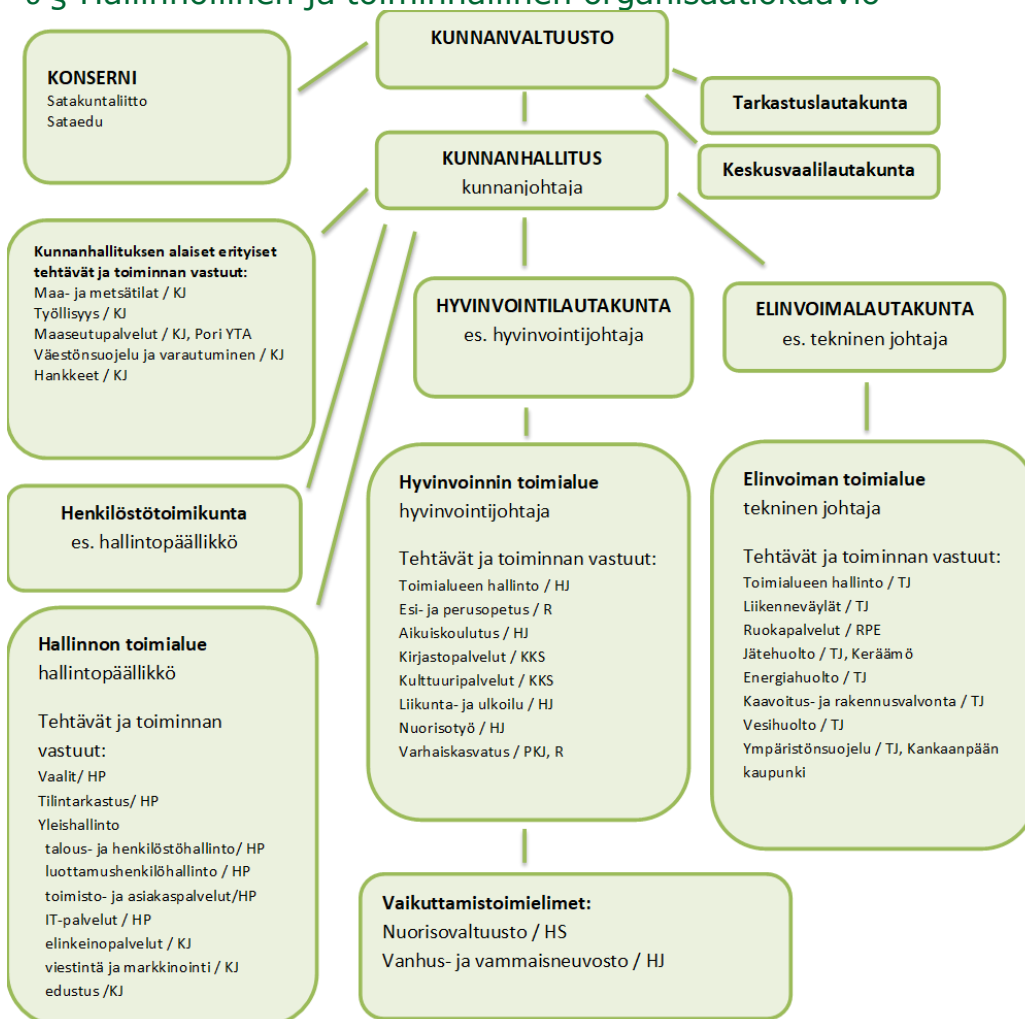 Hallinnollinen ja toiminnallinen organisaatiokaavio
KUNNANVALTUUSTO
KONSERNI
Satakuntaliitto
Sataedu
Tarkastuslautakunta
Keskusvaalilautakunta
KUNNANHALLITUS
kunnanjohtaja
Kunnanhallituksen alaiset erityiset
tehtävät ja toiminnan vastuut:
Maa- ja metsätilat / KJ
Työllisyys / KJ
Maaseutupalvelut / KJ, Pori YTA
Väestönsuojelu ja varautuminen / KJ
Hankkeet / KJ
HYVINVOINTILAUTAKUNTA
es. hyvinvointijohtaja
ELINVOIMALAUTAKUNTA
es. tekninen johtaja
Henkilöstötoimikunta
es. hallintopäällikkö
Hyvinvoinnin toimialue
hyvinvointijohtaja
Tehtävät ja toiminnan vastuut:
Toimialueen hallinto / HJ
Esi- ja perusopetus / R
Aikuiskoulutus / HJ
Kirjastopalvelut / KKS
Kulttuuripalvelut / KKS
Liikunta- ja ulkoilu / HJ
Nuorisotyö / HJ
Varhaiskasvatus / PKJ, R
Elinvoiman toimialue
tekninen johtaja
Tehtävät ja toiminnan vastuut:
Toimialueen hallinto / TJ
Liikenneväylät / TJ
Ruokapalvelut / RPE
Jätehuolto / TJ, Keräämö
Energiahuolto / TJ
Kaavoitus- ja rakennusvalvonta / TJ
Vesihuolto / TJ
Ympäristönsuojelu / TJ, Kankaanpään
kaupunki
Hallinnon toimialue
hallintopäällikkö
Tehtävät ja toiminnan
vastuut:
Vaalit/ HP
Tilintarkastus/ HP
Yleishallinto
talous- ja henkilöstöhallinto/ HP
luottamushenkilöhallinto / HP
toimisto- ja asiakaspalvelut/HP
IT-palvelut / HP
elinkeinopalvelut / KJ
viestintä ja markkinointi / KJ
edustus /KJ
Vaikuttamistoimielimet:
Nuorisovaltuusto / HS
Vanhus- ja vammaisneuvosto / HJ